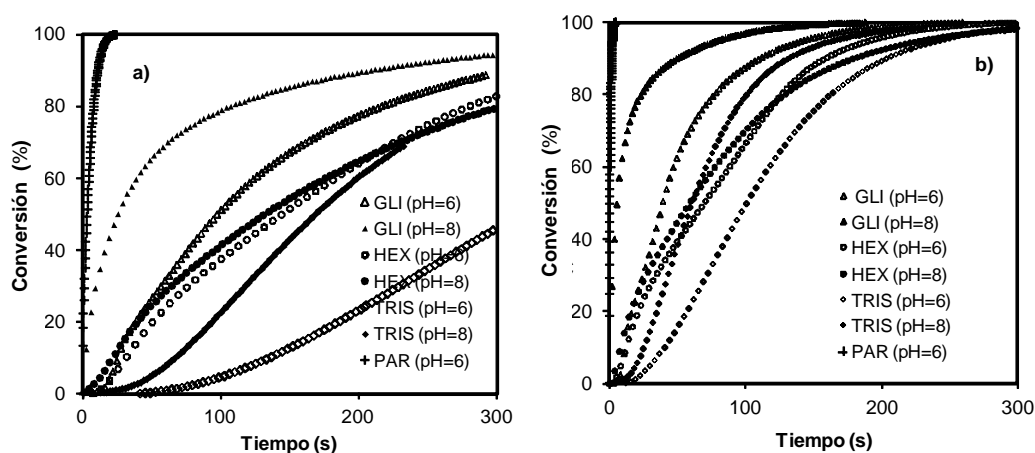 a)
Conversión (%)
100
80
60
40
20
0
GLI (pH=6)
GLI (pH=8)
HEX (pH=6)
HEX (pH=8)
TRIS (pH=6)
TRIS (pH=8)
PAR (pH=6)
0 100 200 300
Tiempo (s)
b)
Conversión (%)
100
80
60
40
20
0
GLI (pH=6)
GLI (pH=8)
HEX (pH=6)
HEX (pH=8)
TRIS (pH=6)
TRIS (pH=8)
PAR (pH=6)
0 100 200 300
Tiempo (s)